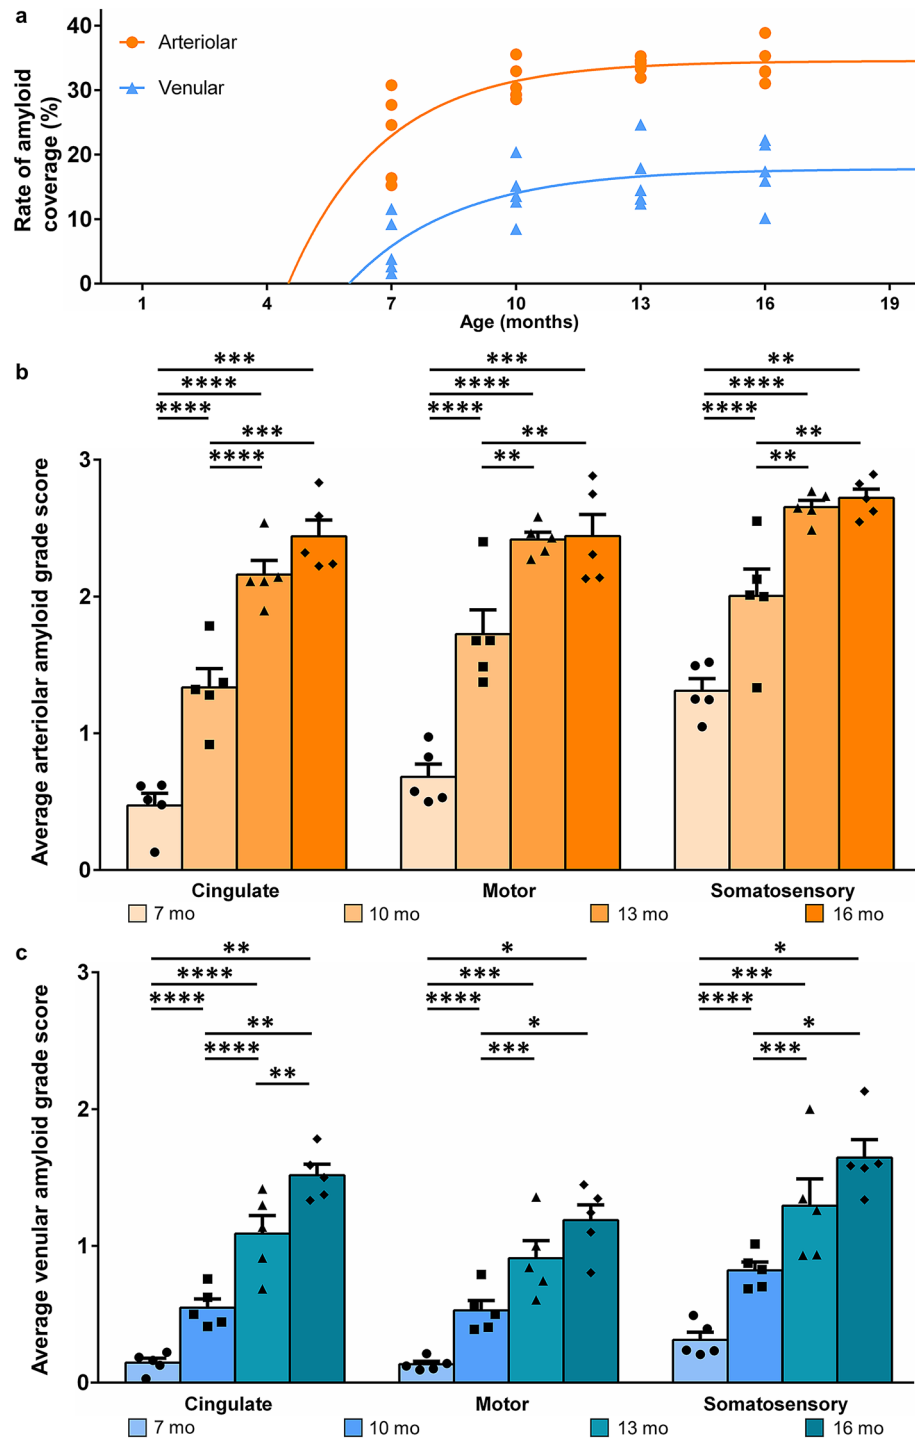 a
40
30
20
10
0
Rate of amyloid
coverage (%)
Arteriolar
Venular
1 4 7 10 13 16 19
Age (months)
b
*** *** **
**** **** ****
**** **** ****
*** ** **
**** ** **
3
2
1
0
Average arteriolar amyloid grade score
Cingulate Motor Somatosensory
7 mo 10 mo 13 mo 16 mo
c
** * *
**** *** ***
**** **** ****
** * *
**** *** ***
**
3
2
1
0
Average venular amyloid grade score
Cingulate Motor Somatosensory
7 mo 10 mo 13 mo 16 mo